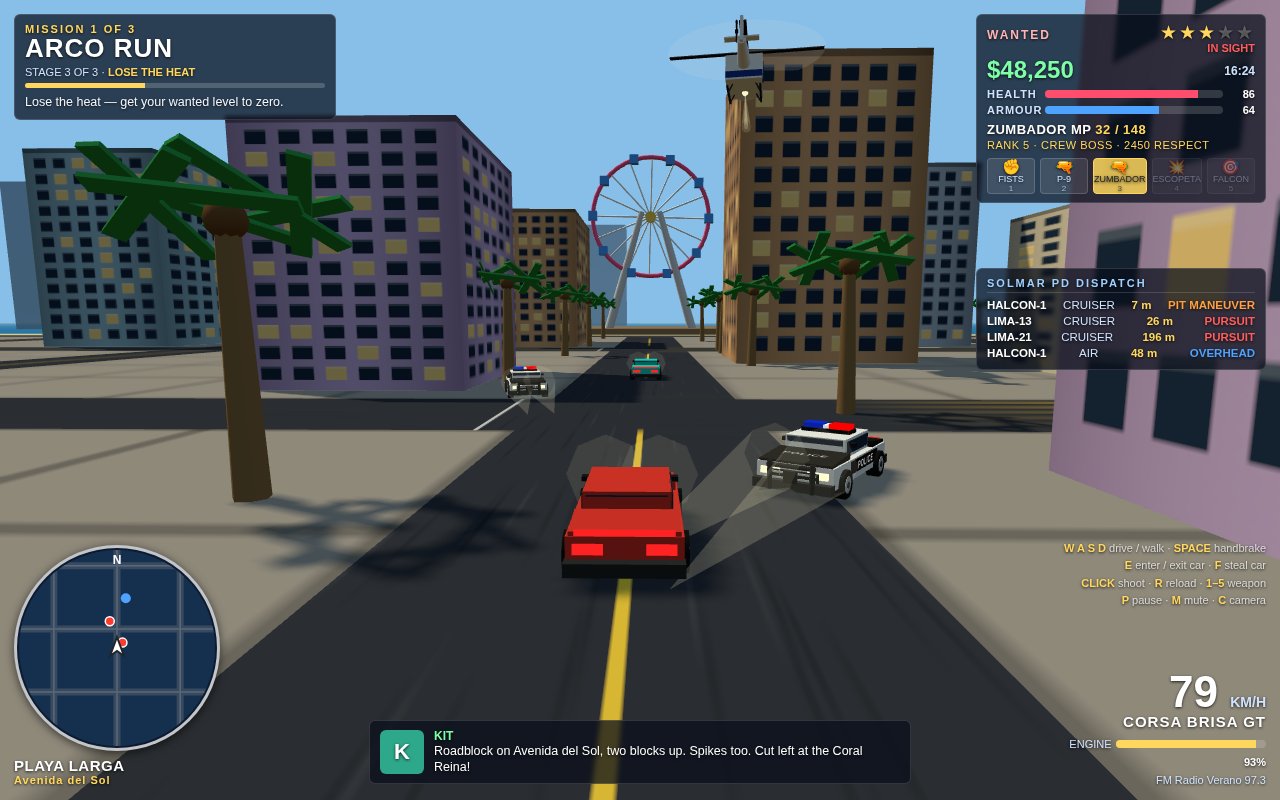 MISSION 1 OF 3
ARCO RUN
STAGE 3 OF 3 · LOSE THE HEAT
Lose the heat — get your wanted level to zero.
WANTED ★★★★★
IN SIGHT
$48,250 16:24
HEALTH 86
ARMOUR 64
ZUMBADOR MP 32 / 148
RANK 5 · CREW BOSS · 2450 RESPECT
FISTS P-9 ZUMBADOR ESCOPETA FALCON
1 2 3 4 5
SOLMAR PD DISPATCH
HALCON-1 CRUISER 7 m PIT MANEUVER
LIMA-13 CRUISER 26 m PURSUIT
LIMA-21 CRUISER 196 m PURSUIT
HALCON-1 AIR 48 m OVERHEAD
POLICE
W A S D drive / walk · SPACE handbrake
E enter / exit car · F steal car
CLICK shoot · R reload · 1–5 weapon
P pause · M mute · C camera
N
PLAYA LARGA
Avenida del Sol
K
KIT
Roadblock on Avenida del Sol, two blocks up. Spikes too. Cut left at the Coral
Reina!
79 KM/H
CORSA BRISA GT
ENGINE
93%
FM Radio Verano 97.3